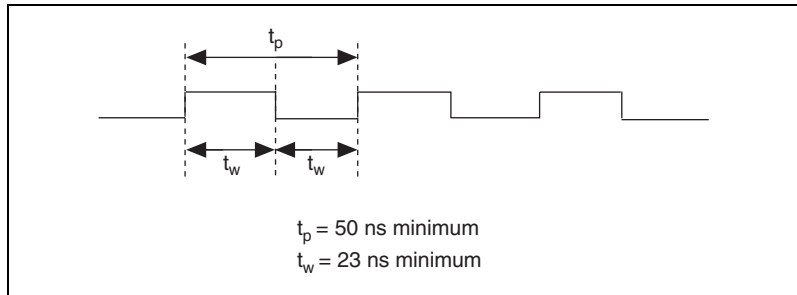 tp
tw tw
tp = 50 ns minimum
tw = 23 ns minimum